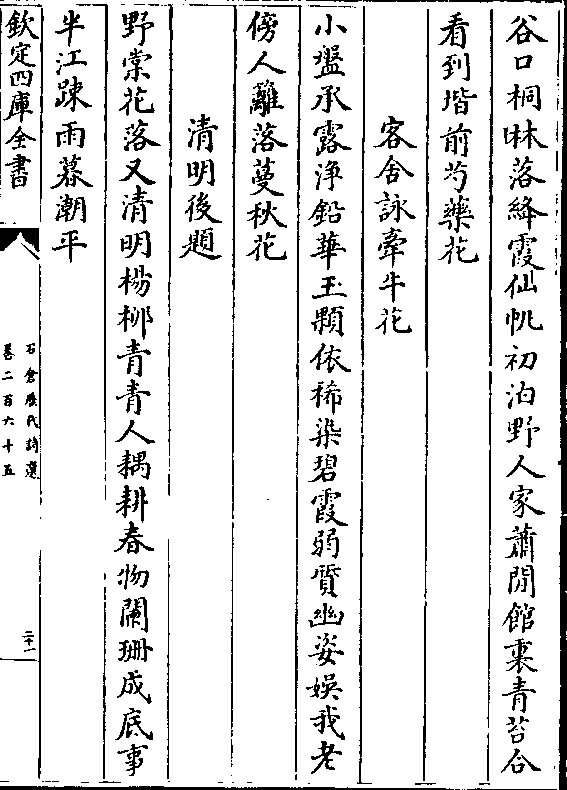 谷口桐林落絳霞仙帆初泊野人家蕭閒館裏青苔合
看到堦前芍藥花
客舍詠牽牛花
小盤承露浄鉛華玉顆依稀染碧霞弱質幽姿娱我老
傍人籬落蔓秋花
清明後題
野棠花落又清明楊栁青青人耦耕春物闌珊成底事
半江疎雨暮潮平
欽定四庫全書
石倉歷代詩選
卷二百六十五
二十一